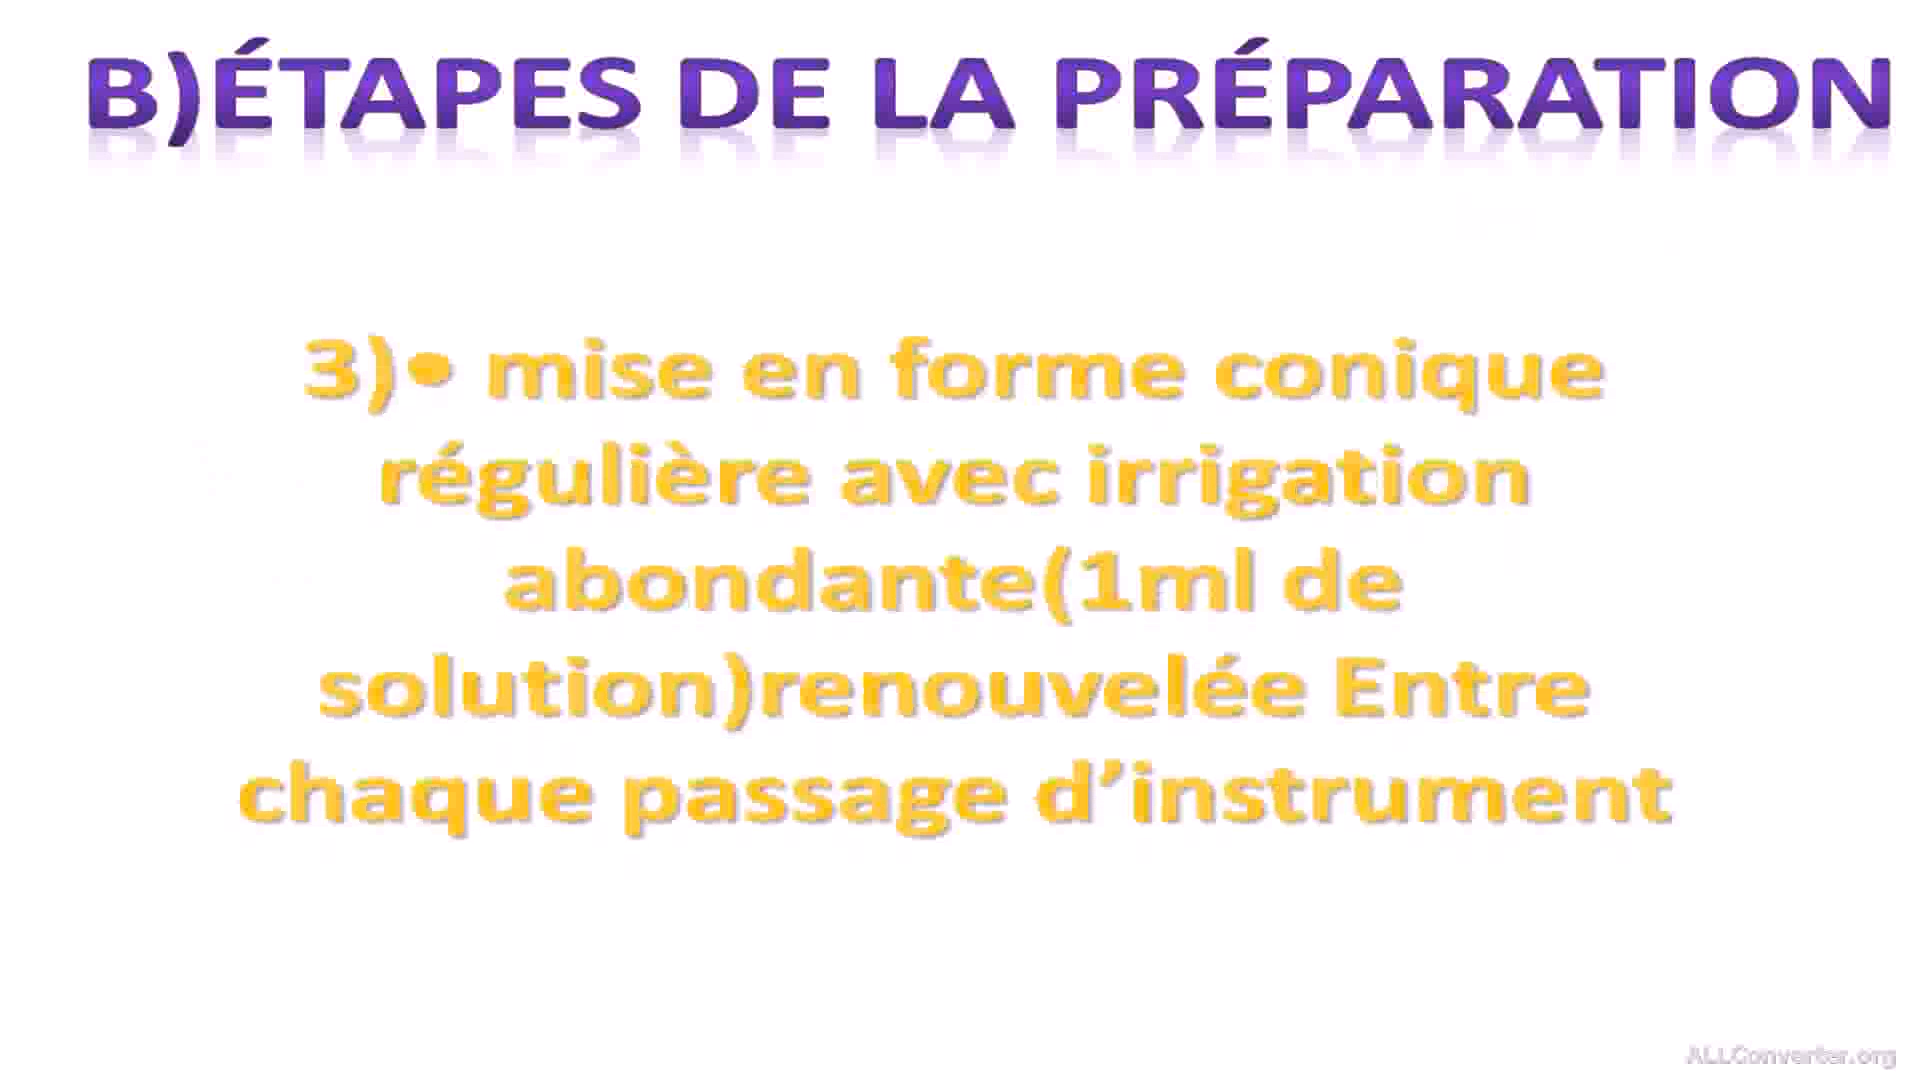 B)ÉTAPES DE LA PRÉPARATION
3)• mise en forme conique
régulière avec irrigation
abondante(1ml de
solution)renouvelée Entre
chaque passage d’instrument
ALLConverter.org